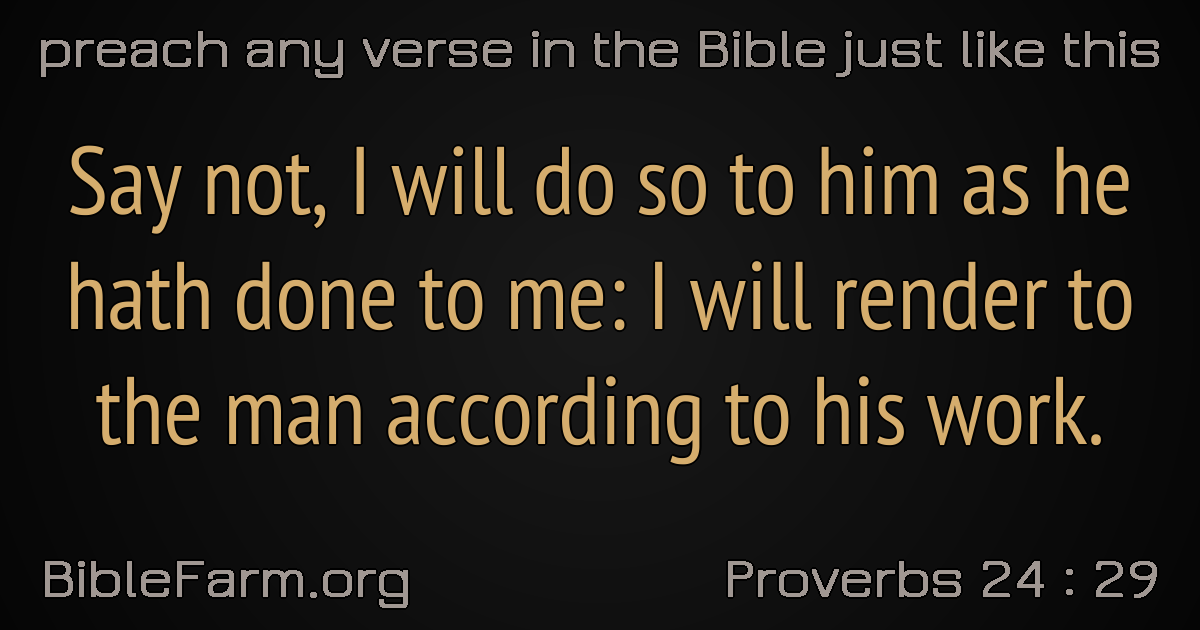 preach any verse in the Bible just like this
Say not, I will do so to him as he
hath done to me: I will render to
the man according to his work.
BibleFarm.org
Proverbs 24 : 29